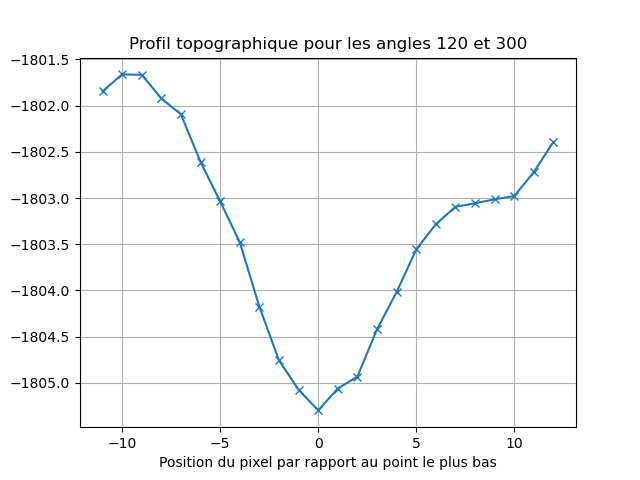 Profil topographique pour les angles 120 et 300
−1801.5
−1802.0
−1802.5
−1803.0
−1803.5
−1804.0
−1804.5
−1805.0
−10 −5 0 5 10
Position du pixel par rapport au point le plus bas